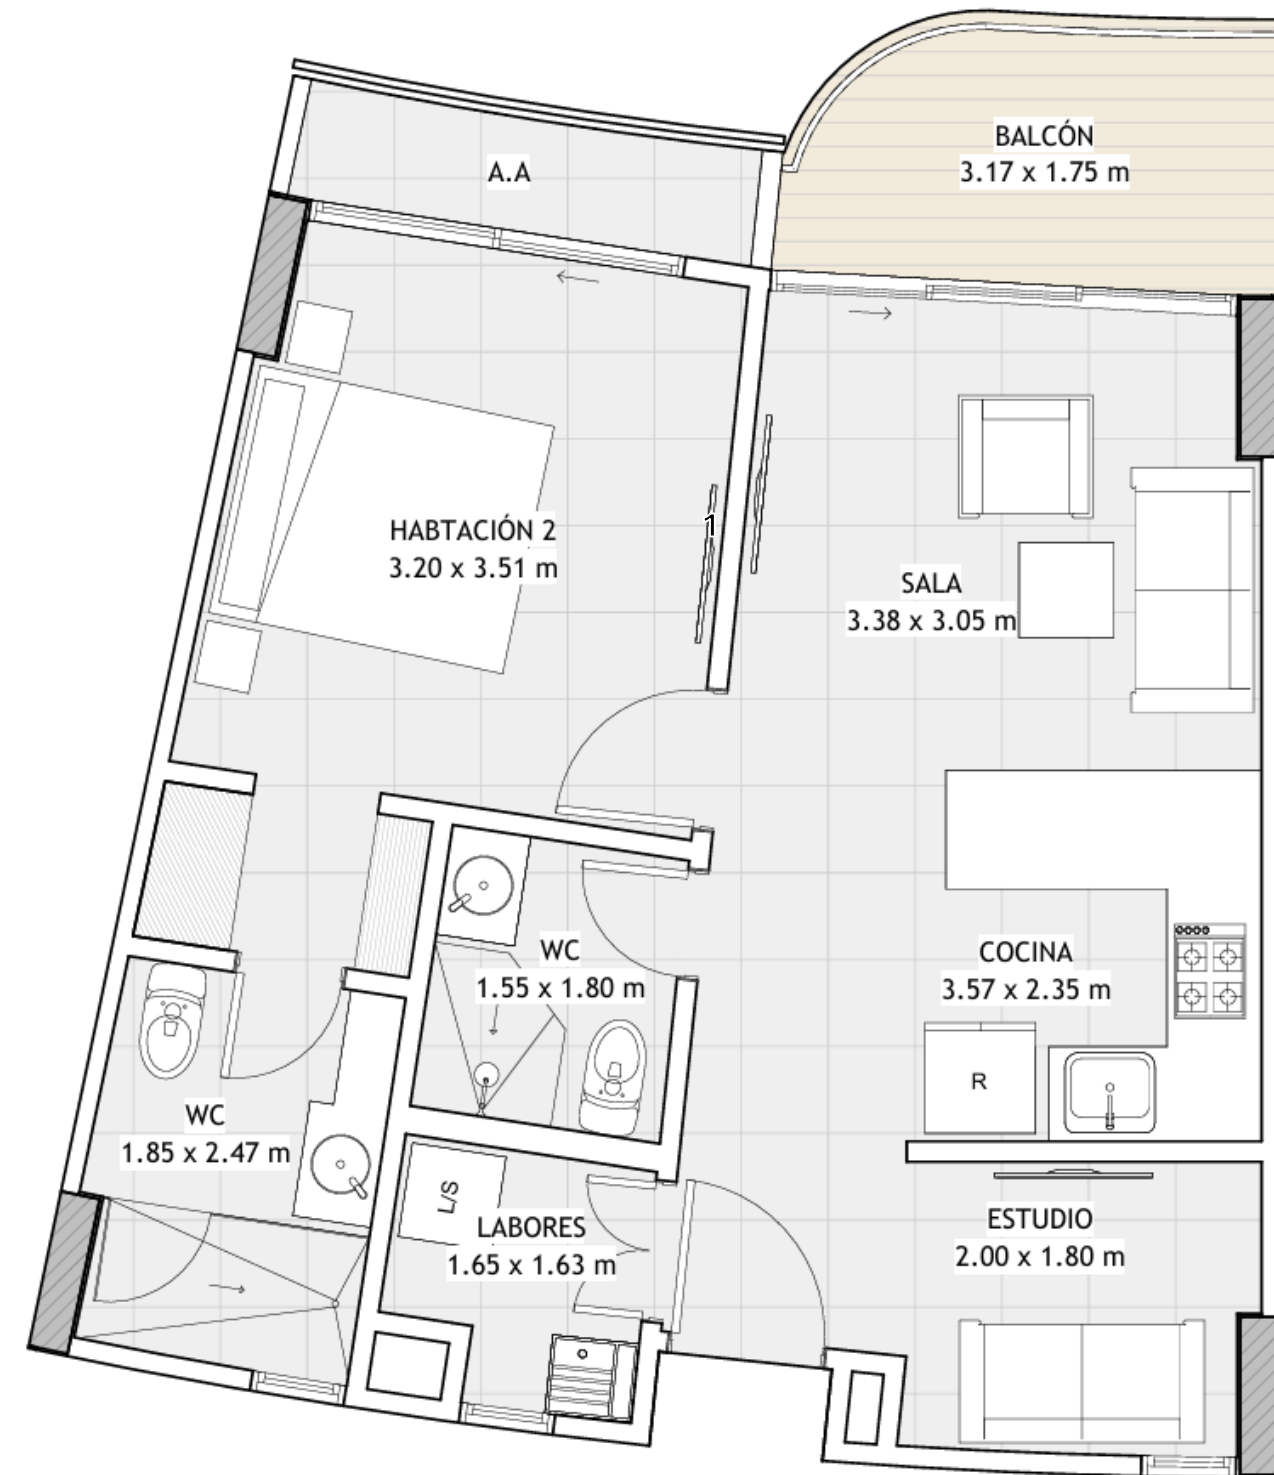 BALCÓN
3.17 x 1.75 m
A.A
HABTACIÓN 2
3.20 x 3.51 m
1
SALA
3.38 x 3.05 m
WC
1.55 x 1.80 m
COCINA
3.57 x 2.35 m
R
WC
1.85 x 2.47 m
L/S
LABORES
1.65 x 1.63 m
ESTUDIO
2.00 x 1.80 m